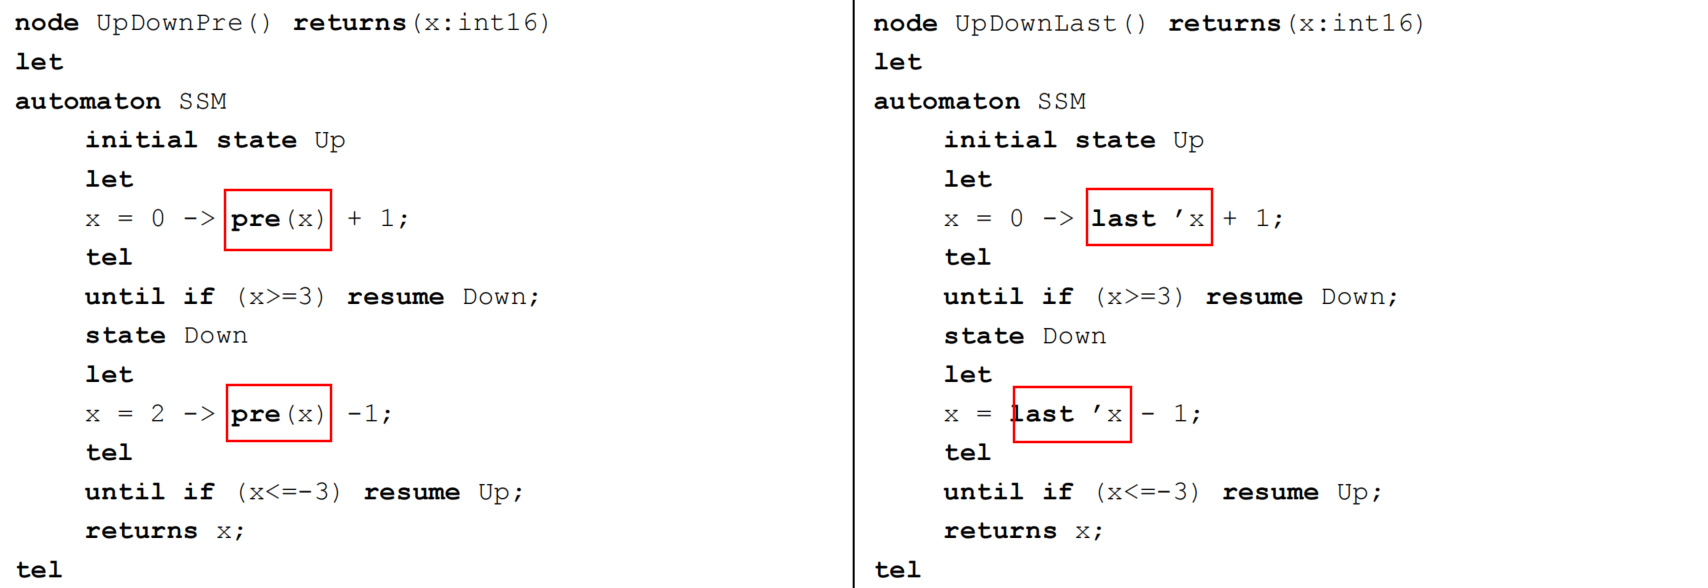 node UpDownPre() returns(x:int16)
let
automaton SSM
initial state Up
let
x = 0 -> pre(x) + 1;
tel
until if (x>=3) resume Down;
state Down
let
x = 2 -> pre(x) -1;
tel
until if (x<=-3) resume Up;
returns x;
tel
node UpDownLast() returns(x:int16)
let
automaton SSM
initial state Up
let
x = 0 -> last ’x + 1;
tel
until if (x>=3) resume Down;
state Down
let
x = last ’x - 1;
tel
until if (x<=-3) resume Up;
returns x;
tel